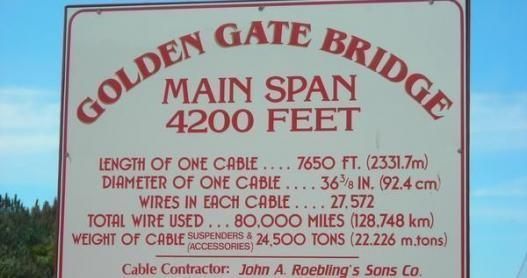 GOLDEN GATE BRIDGE
MAIN SPAN
4200 FEET
LENGTH OF ONE CABLE .... 7650 FT. (2331.7m)
DIAMETER OF ONE CABLE .... 36 3/8 IN. (92.4 cm)
WIRES IN EACH CABLE .... 27,572
TOTAL WIRE USED ... 80,000 MILES (128,748 km)
WEIGHT OF CABLE SUSPENDERS & (ACCESSORIES) 24,500 TONS (22.226 m.tons)
Cable Contractor: John A. Roebling's Sons Co.